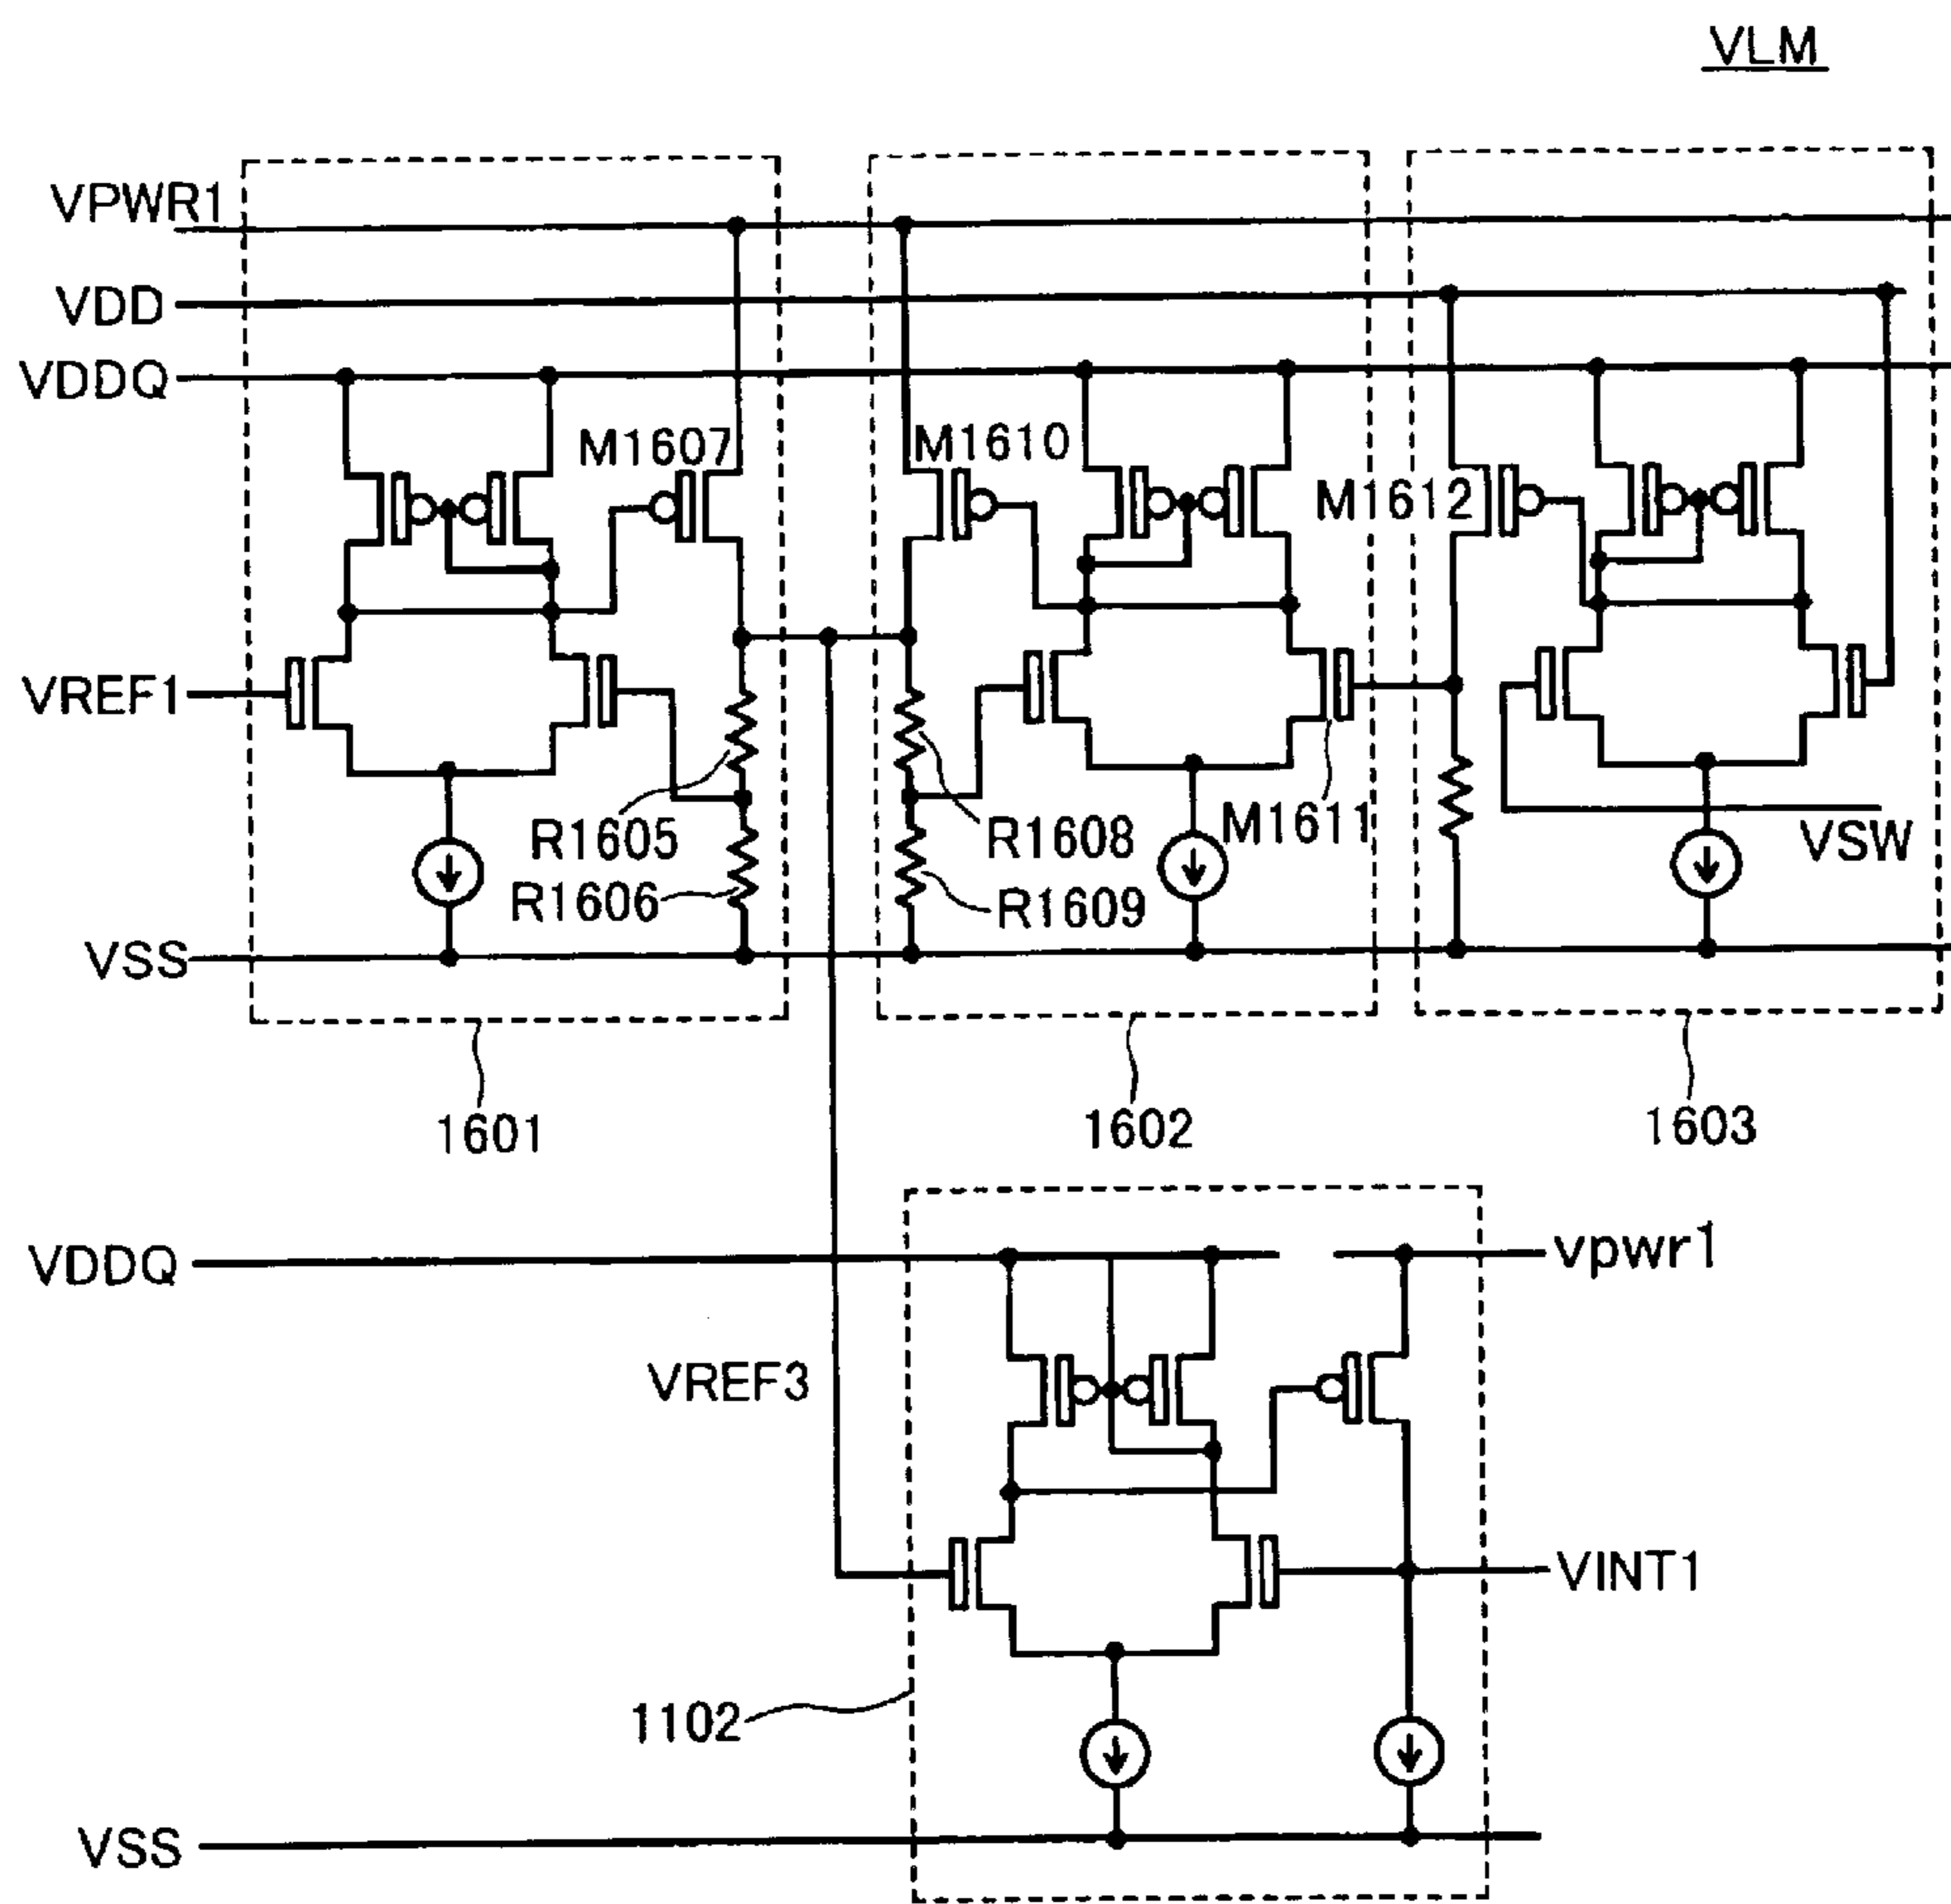 VLM
VPWR1
VDD
VDDQ
M1607
M1610
M1612
VREF1
R1605
R1608
M1611
VSW
R1606
R1609
VSS
1601
1602
1603
VDDQ
vpwr1
VREF3
VINT1
1102
VSS